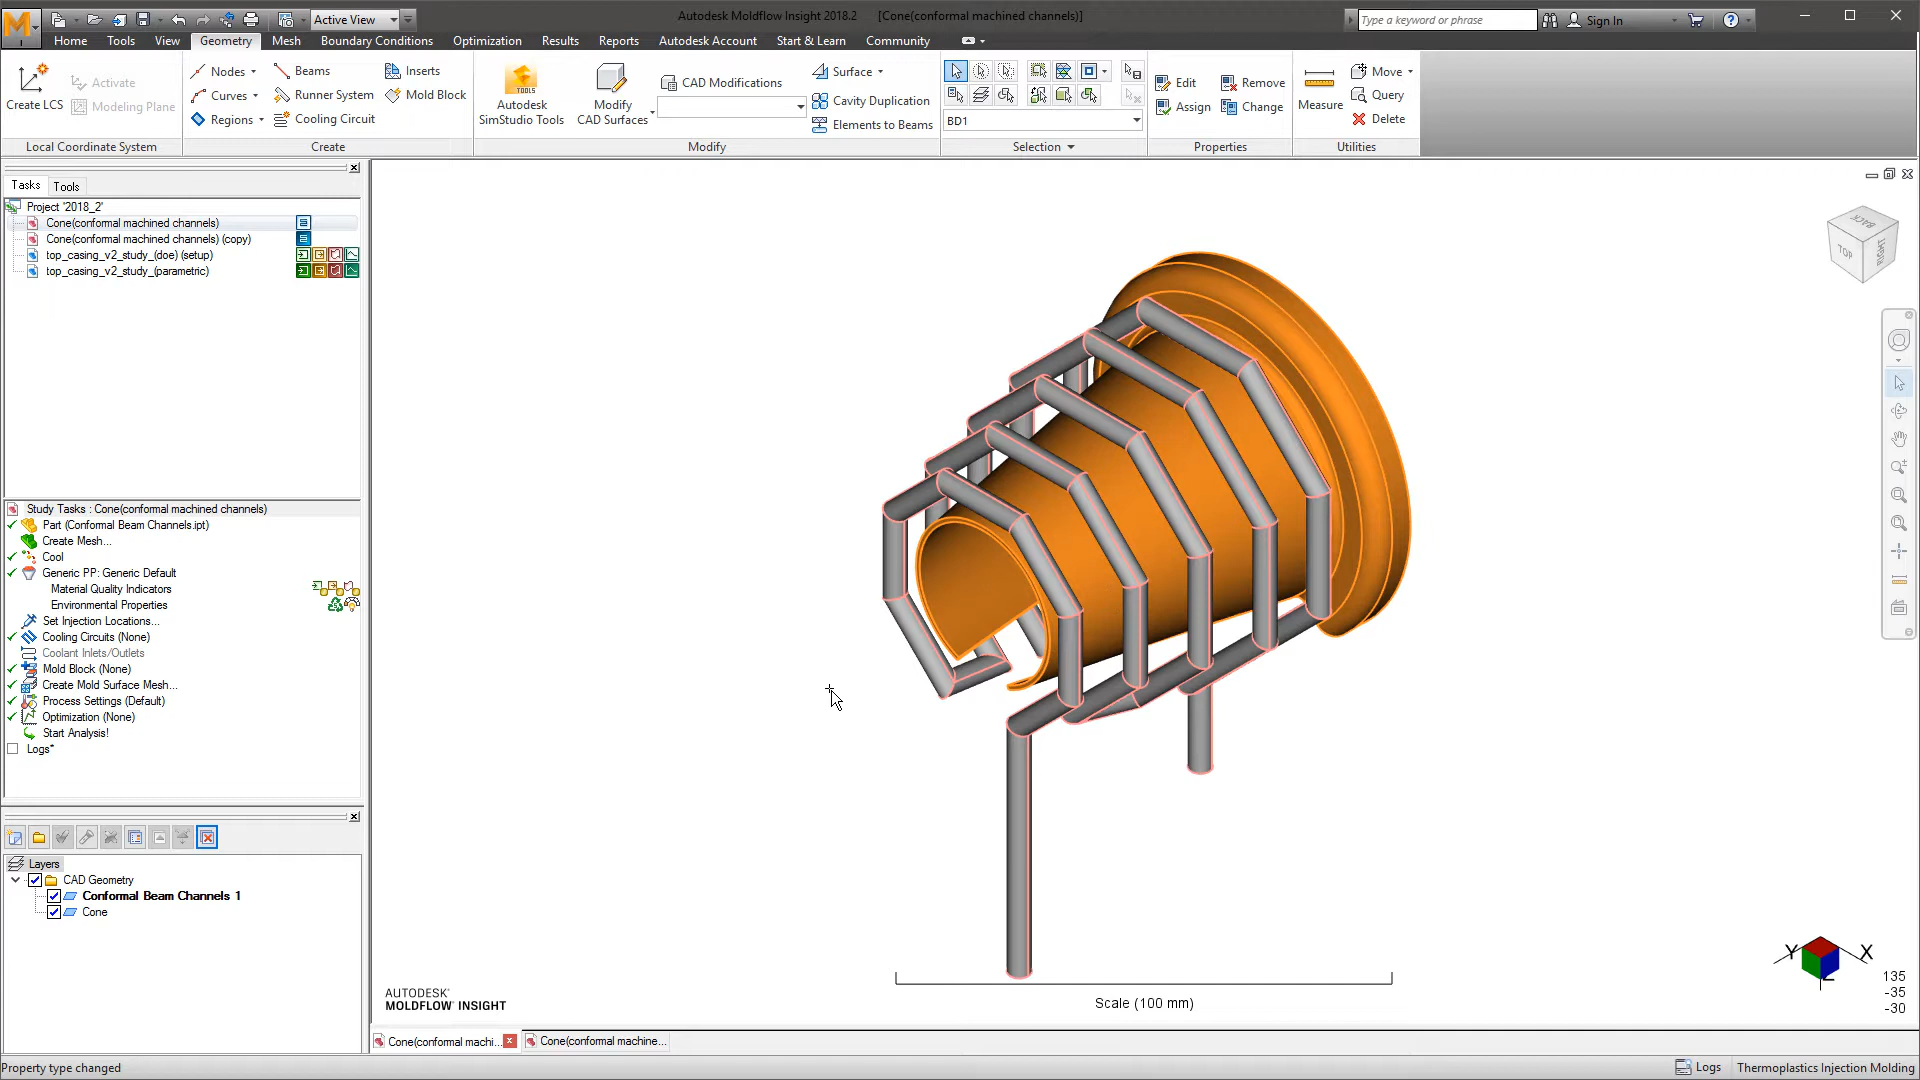 Active View
Autodesk Moldflow Insight 2018.2 [Cone(conformal machined channels)]
Type a keyword or phrase
Sign In
Home Tools View Geometry Mesh Boundary Conditions Optimization Results Reports Autodesk Account Start & Learn Community
Create LCS
Activate
Modeling Plane
Local Coordinate System
Nodes
Curves
Regions
Beams
Runner System
Cooling Circuit
Inserts
Mold Block
Create
TOOLS
Autodesk
SimStudio Tools
Modify
CAD Surfaces
CAD Modifications
Surface
Cavity Duplication
Elements to Beams
Modify
BD1
Selection
Edit
Assign
Remove
Change
Properties
Measure
Move
Query
Delete
Utilities
Tasks Tools
Project '2018_2'
Cone(conformal machined channels)
Cone(conformal machined channels) (copy)
top_casing_v2_study_(doe) (setup)
top_casing_v2_study_(parametric)
Study Tasks : Cone(conformal machined channels)
Part (Conformal Beam Channels.ipt)
Create Mesh...
Cool
Generic PP: Generic Default
Material Quality Indicators
Environmental Properties
Set Injection Locations...
Cooling Circuits (None)
Coolant Inlets/Outlets
Mold Block (None)
Create Mold Surface Mesh...
Process Settings (Default)
Optimization (None)
Start Analysis!
Logs*
Layers
CAD Geometry
Conformal Beam Channels 1
Cone
BACK
TOP
RIGHT
Y X
Z
135
-35
-30
AUTODESK'
MOLDFLOW' INSIGHT
Scale (100 mm)
Cone(conformal machi...
Cone(conformal machine...
Property type changed
Logs
Thermoplastics Injection Molding